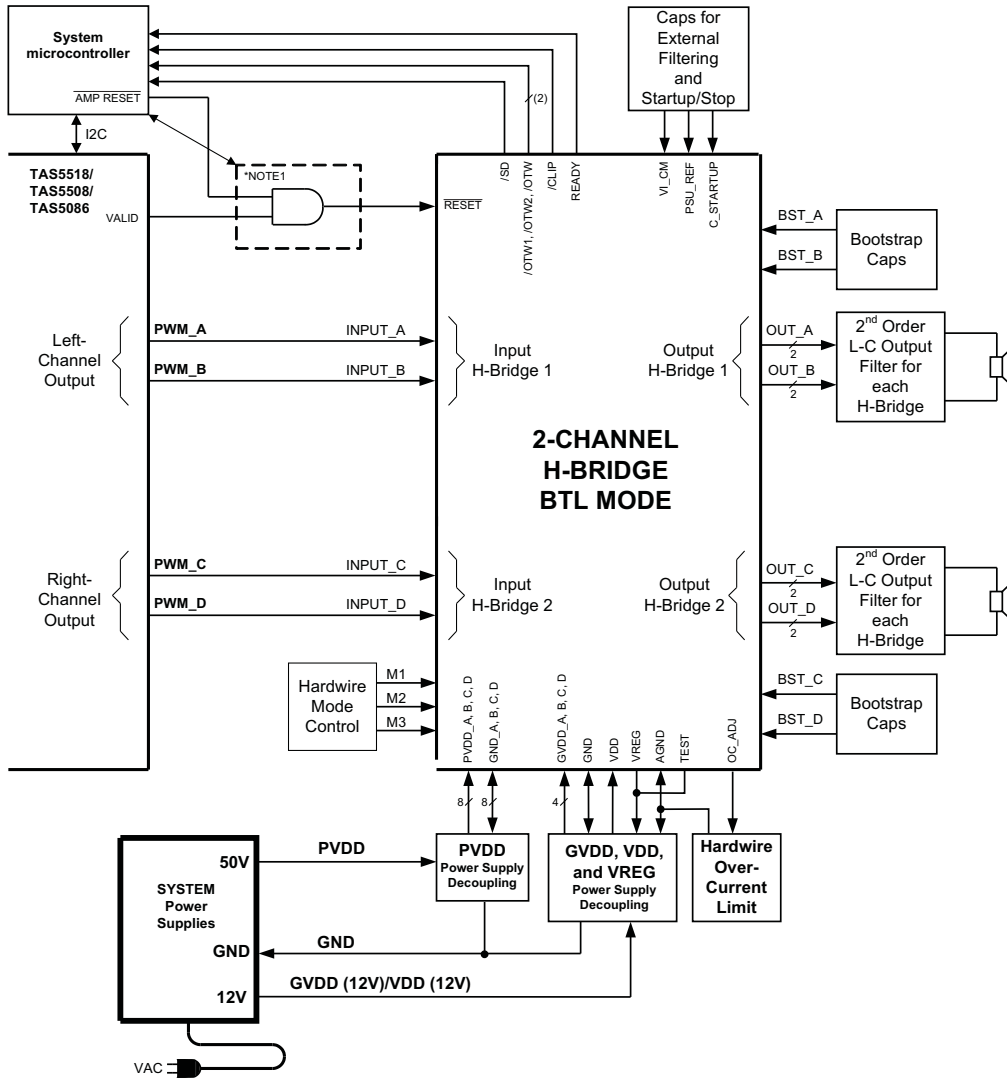 System
microcontroller
AMP RESET
I2C
TAS5518/
TAS5508/
TAS5086
VALID
*NOTE1
RESET
/SD
/OTW1, /OTW2, /OTW
(2)
/CLIP
READY
Caps for
External
Filtering
and
Startup/Stop
VI_CM
PSU_REF
C_STARTUP
BST_A
BST_B
Bootstrap
Caps
Left-
Channel
Output
PWM_A
INPUT_A
PWM_B
INPUT_B
Input
H-Bridge 1
Output
H-Bridge 1
OUT_A
2
OUT_B
2
2nd Order
L-C Output
Filter for
each
H-Bridge
2-CHANNEL
H-BRIDGE
BTL MODE
Right-
Channel
Output
PWM_C
INPUT_C
PWM_D
INPUT_D
Input
H-Bridge 2
Output
H-Bridge 2
OUT_C
2
OUT_D
2
2nd Order
L-C Output
Filter for
each
H-Bridge
Hardwire
Mode
Control
M1
M2
M3
PVDD_A, B, C, D
GND_A, B, C, D
GVDD_A, B, C, D
GND
VDD
VREG
AGND
TEST
OC_ADJ
BST_C
BST_D
Bootstrap
Caps
8
8
4
SYSTEM
Power
Supplies
50V
GND
12V
PVDD
PVDD
Power Supply
Decoupling
GVDD, VDD,
and VREG
Power Supply
Decoupling
Hardwire
Over-
Current
Limit
GND
GVDD (12V)/VDD (12V)
VAC